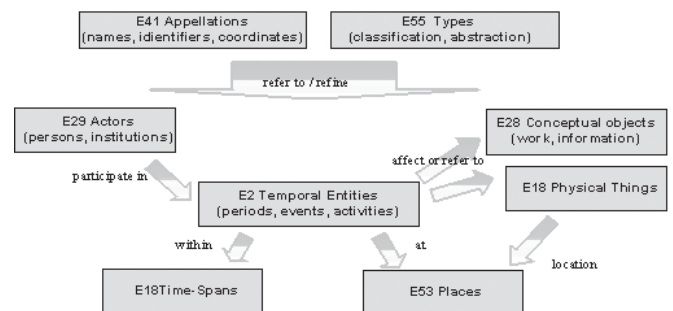 E41 Appellations
(names, identifiers, coordinates)
E55 Types
(classification, abstraction)
refer to / refine
E29 Actors
(persons, institutions)
E28 Conceptual objects
(work, information)
affect or refer to
participate in
E18 Physical Things
E2 Temporal Entities
(periods, events, activities)
within
at
location
E18Time-Spans
E53 Places